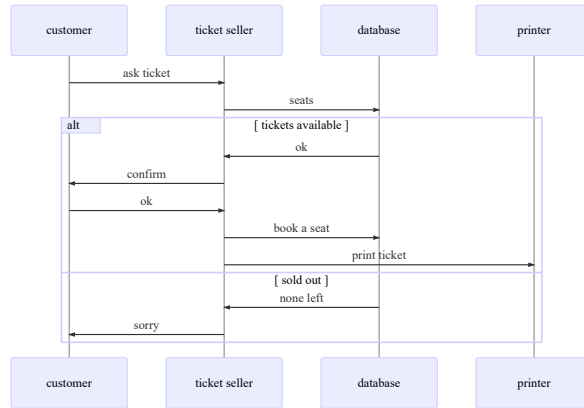 customer
ticket seller
database
printer
ask ticket
seats
alt
[ tickets available ]
ok
confirm
ok
book a seat
print ticket
[ sold out ]
none left
sorry
customer
ticket seller
database
printer